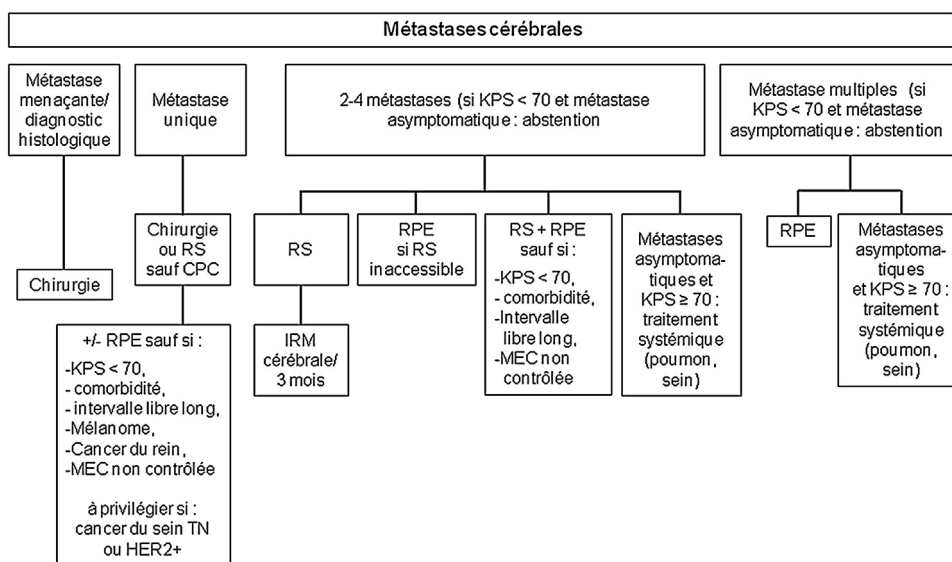 Métastases cérébrales
Métastase
menaçante/
diagnostic
histologique
Chirurgie
Métastase
unique
Chirurgie
ou RS
sauf CPC
+/- RPE sauf si :
-KPS < 70,
- comorbidité,
- intervalle libre long,
-Mélanome,
-Cancer du rein,
-MEC non contrôlée
à privilégier si :
cancer du sein TN
ou HER2+
2-4 métastases (si KPS < 70 et métastase
asymptomatique : abstention
RS
IRM
cérébrale/
3 mois
RPE
si RS
inaccessible
RS + RPE
sauf si :
-KPS < 70,
- comorbidité,
-Intervalle
libre long,
-MEC non
contrôlée
Métastases
asymptoma-
tiques et
KPS ≥ 70 :
traitement
systémique
(poumon,
sein)
Métastase multiples (si
KPS < 70 et métastase
asymptomatique : abstention
RPE
Métastases
asymptoma-
tiques
et KPS ≥ 70 :
traitement
systémique
(poumon,
sein)